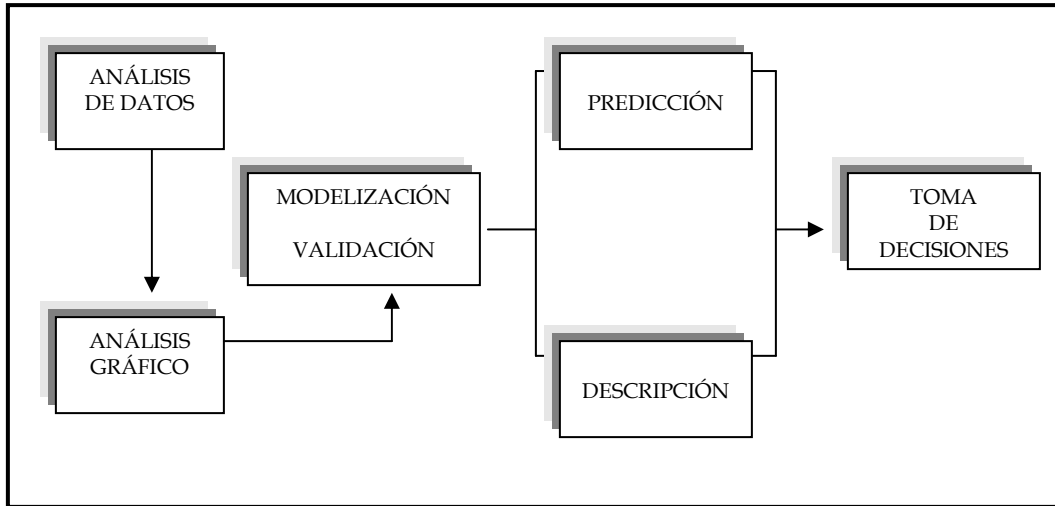 ANÁLISIS
DE DATOS
ANÁLISIS
GRÁFICO
MODELIZACIÓN
VALIDACIÓN
PREDICCIÓN
DESCRIPCIÓN
TOMA
DE
DECISIONES